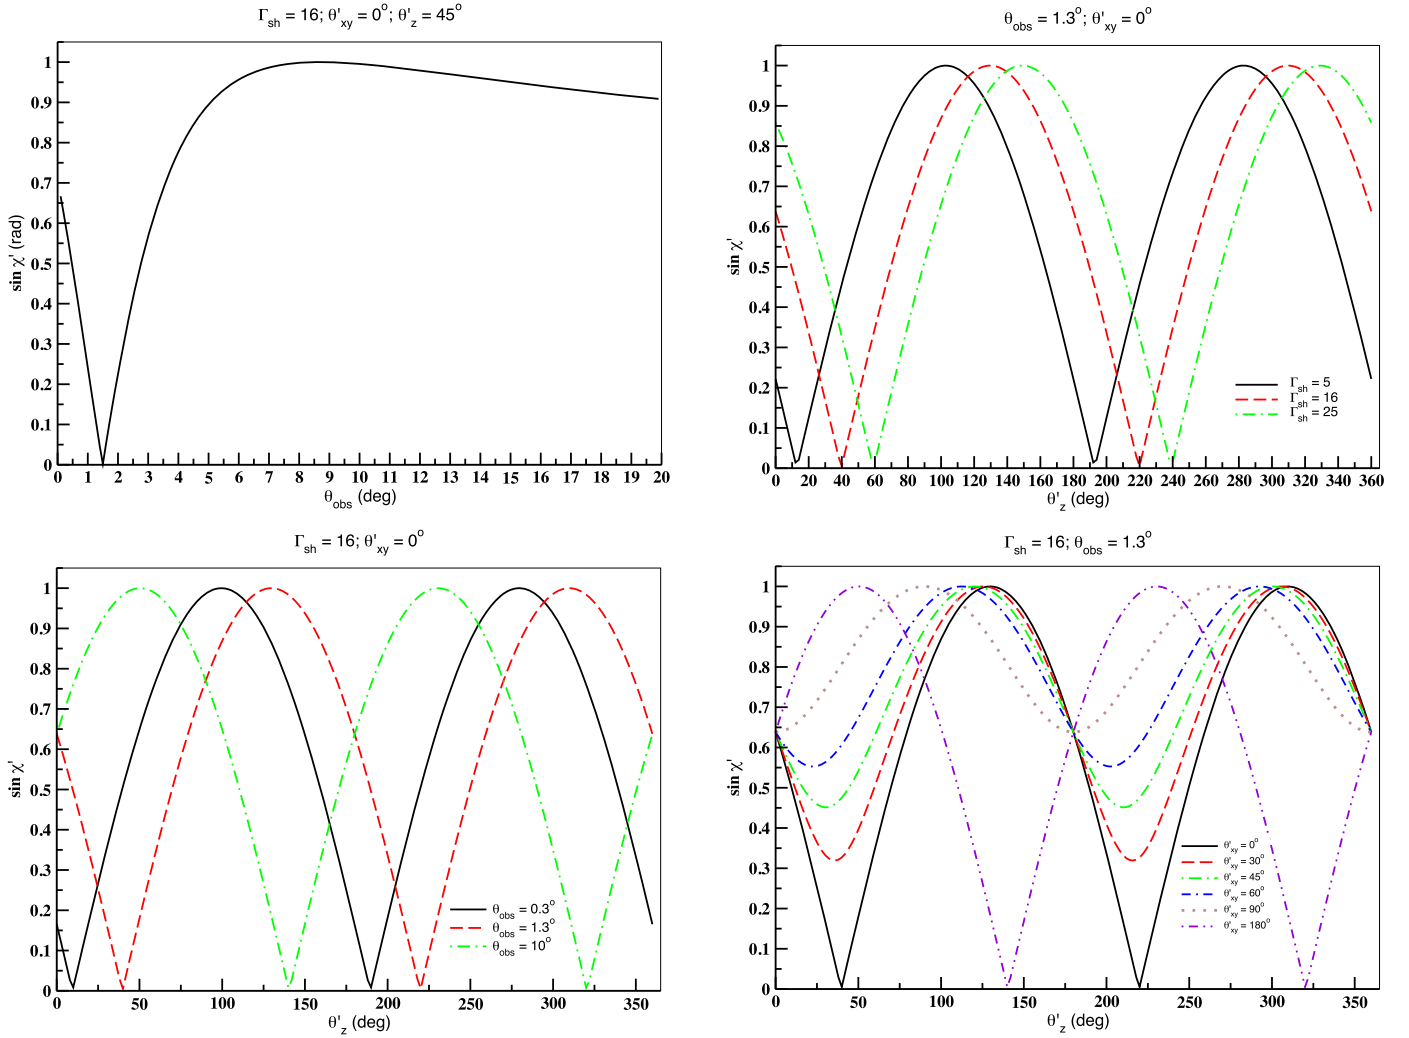 Γsh = 16; θ'xy = 0o; θ'z = 45o
sin χ' (rad)
1
0.9
0.8
0.7
0.6
0.5
0.4
0.3
0.2
0.1
0
0 1 2 3 4 5 6 7 8 9 10 11 12 13 14 15 16 17 18 19 20
θobs (deg)
θobs = 1.3o; θ'xy = 0o
sin χ'
1
0.9
0.8
0.7
0.6
0.5
0.4
0.3
0.2
0.1
0
Γsh = 5
Γsh = 16
Γsh = 25
0 20 40 60 80 100 120 140 160 180 200 220 240 260 280 300 320 340 360
θ'z (deg)
Γsh = 16; θ'xy = 0o
sin χ'
1
0.9
0.8
0.7
0.6
0.5
0.4
0.3
0.2
0.1
0
θobs = 0.3o
θobs = 1.3o
θobs = 10o
0 50 100 150 200 250 300 350
θ'z (deg)
Γsh = 16; θobs = 1.3o
sin χ'
1
0.9
0.8
0.7
0.6
0.5
0.4
0.3
0.2
0.1
0
θ'xy = 0o
θ'xy = 30o
θ'xy = 45o
θ'xy = 60o
θ'xy = 90o
θ'xy = 180o
0 50 100 150 200 250 300 350
θ'z (deg)